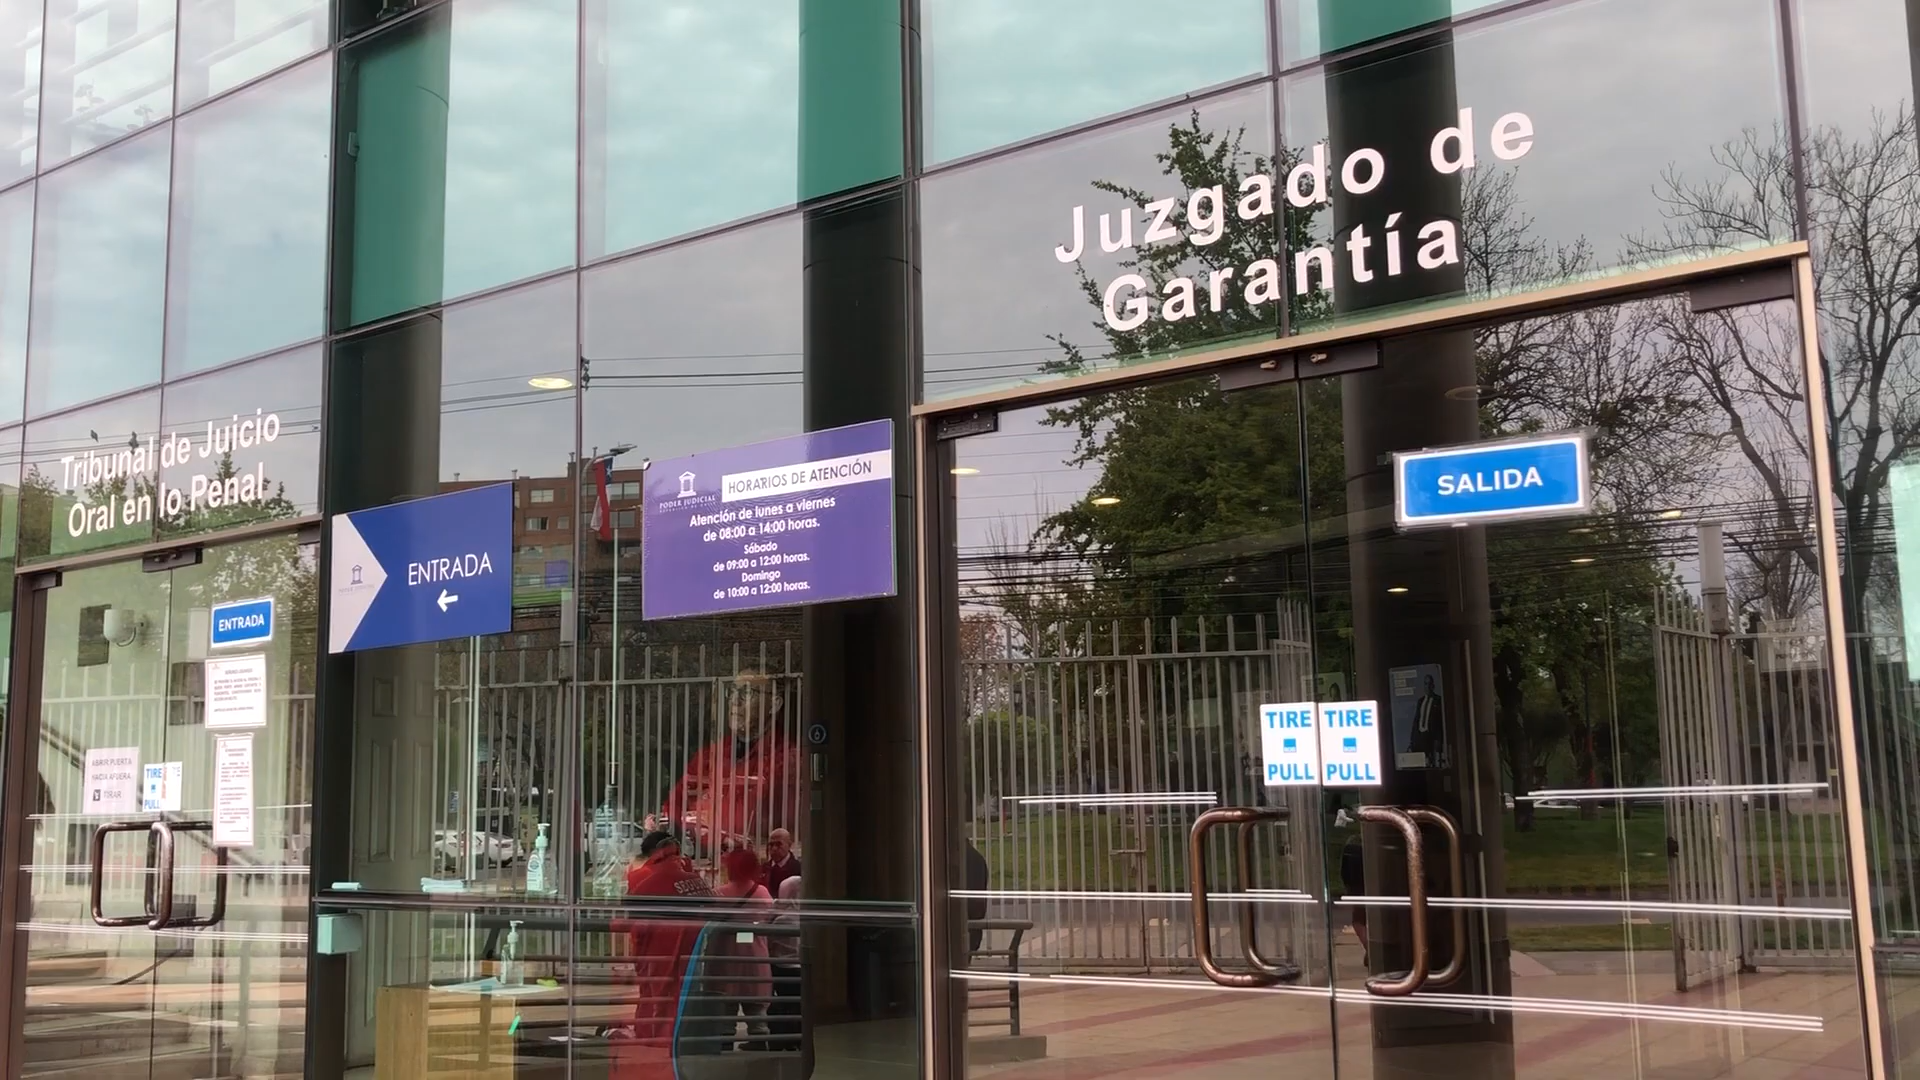 Juzgado de
Garantía
Tribunal de Juicio
Oral en lo Penal
ENTRADA
PODER JUDICIAL
HORARIOS DE ATENCIÓN
Atención de lunes a viernes
de 08:00 a 14:00 horas.
Sábado
de 09:00 a 12:00 horas.
Domingo
de 10:00 a 12:00 horas.
SALIDA
ENTRADA
TIRE
PULL
TIRE
PULL
ABRIR PUERTA
HACIA AFUERA
TIRAR
TIRE
PULL